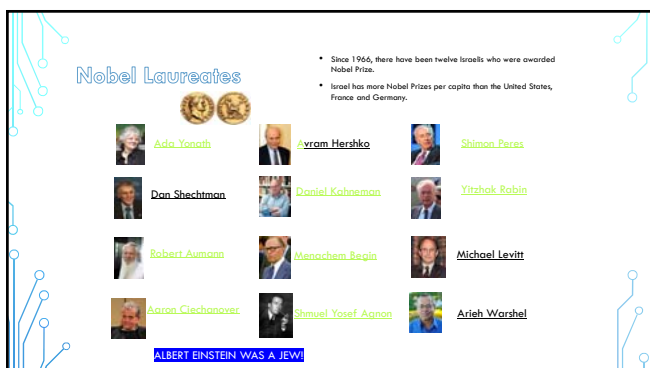 Nobel Laureates
• Since 1966, there have been twelve Israelis who were awarded
Nobel Prize.
• Israel has more Nobel Prizes per capita than the United States,
France and Germany.
Ada Yonath
Avram Hershko
Shimon Peres
Dan Shechtman
Daniel Kahneman
Yitzhak Rabin
Robert Aumann
Menachem Begin
Michael Levitt
Aaron Ciechanover
Shmuel Yosef Agnon
Arieh Warshel
ALBERT EINSTEIN WAS A JEW!